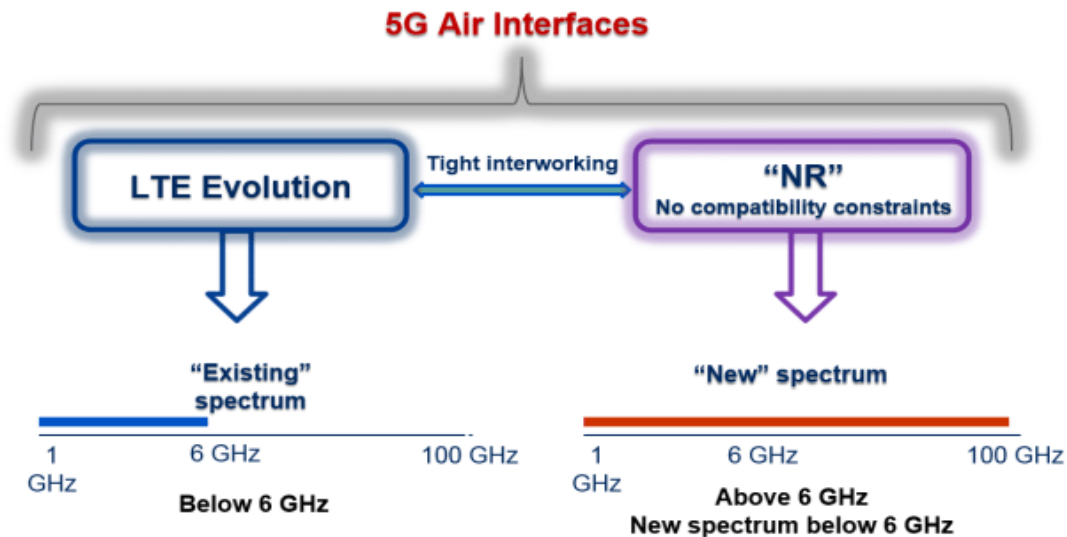 5G Air Interfaces
LTE Evolution
Tight interworking
“NR”
No compatibility constraints
“Existing”
spectrum
1
GHz
6 GHz
100 GHz
Below 6 GHz
“New” spectrum
1
GHz
6 GHz
100 GHz
Above 6 GHz
New spectrum below 6 GHz